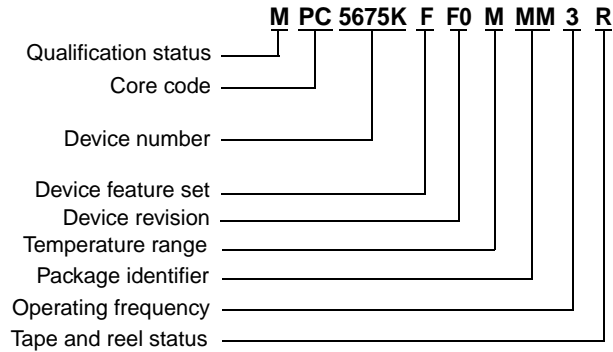 M PC 5675K F F0 M MM 3 R
Qualification status
Core code
Device number
Device feature set
Device revision
Temperature range
Package identifier
Operating frequency
Tape and reel status